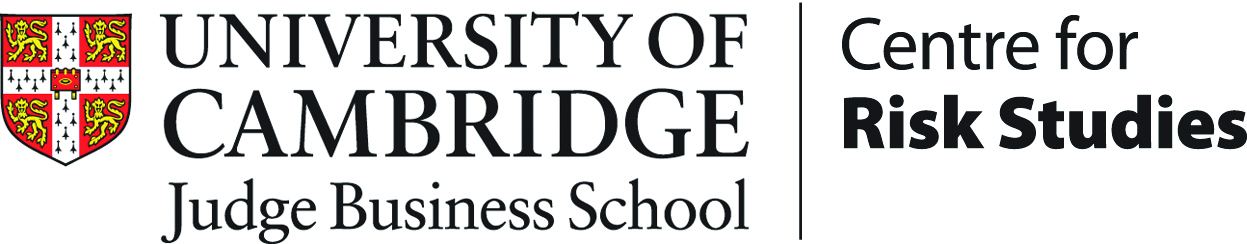 UNIVERSITY OF
CAMBRIDGE
Judge Business School
Centre for
Risk Studies